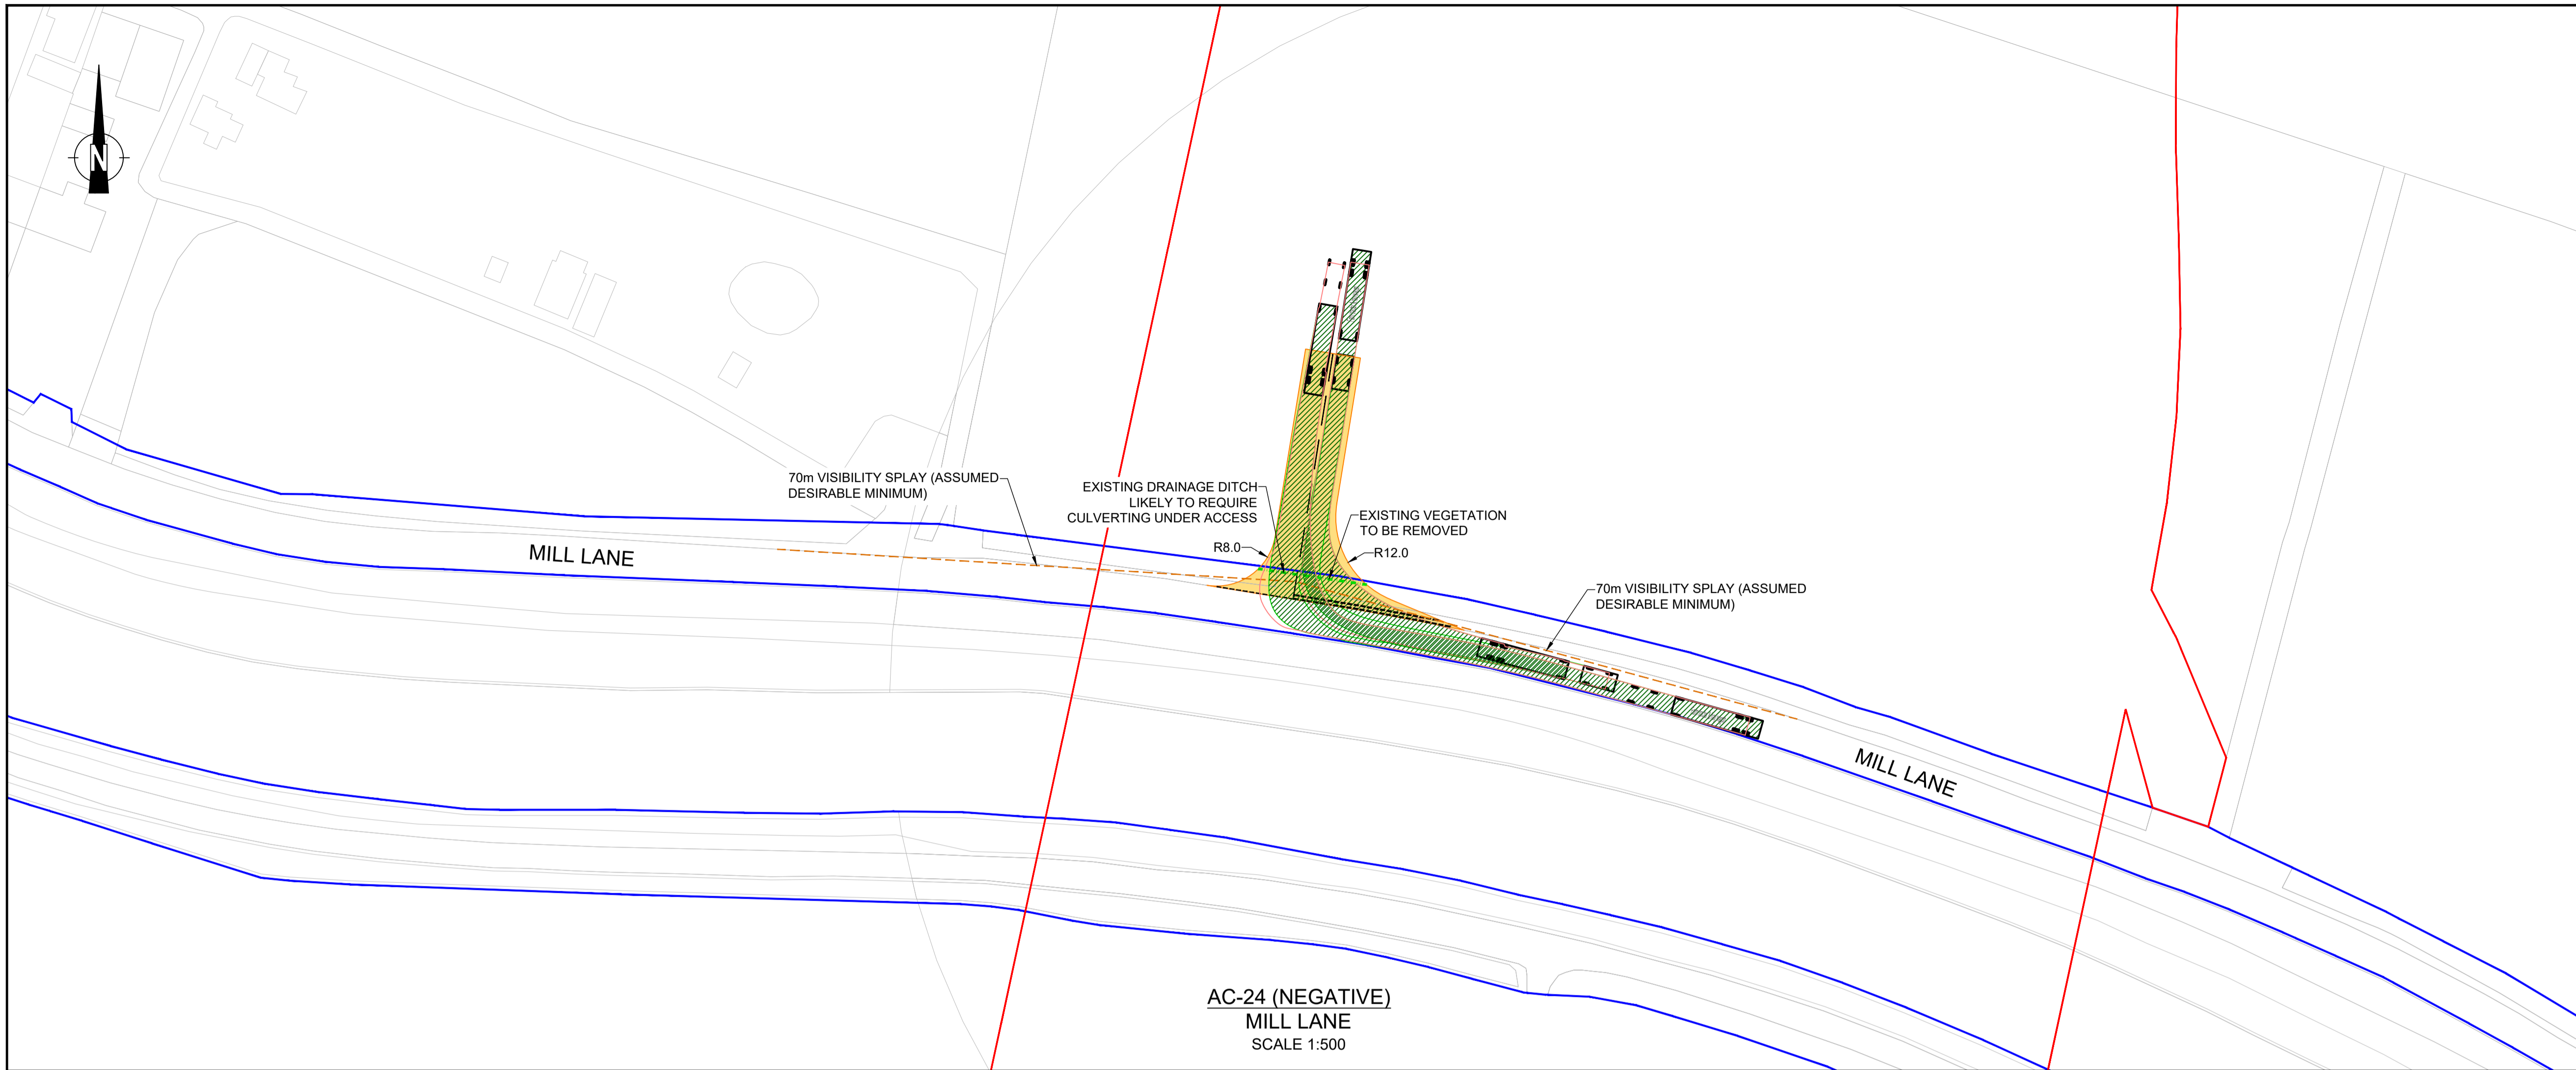 N
70m VISIBILITY SPLAY (ASSUMED
DESIRABLE MINIMUM)
EXISTING DRAINAGE DITCH
LIKELY TO REQUIRE
CULVERTING UNDER ACCESS
EXISTING VEGETATION
TO BE REMOVED
R8.0
R12.0
MILL LANE
70m VISIBILITY SPLAY (ASSUMED
DESIRABLE MINIMUM)
MILL LANE
AC-24 (NEGATIVE)
MILL LANE
SCALE 1:500